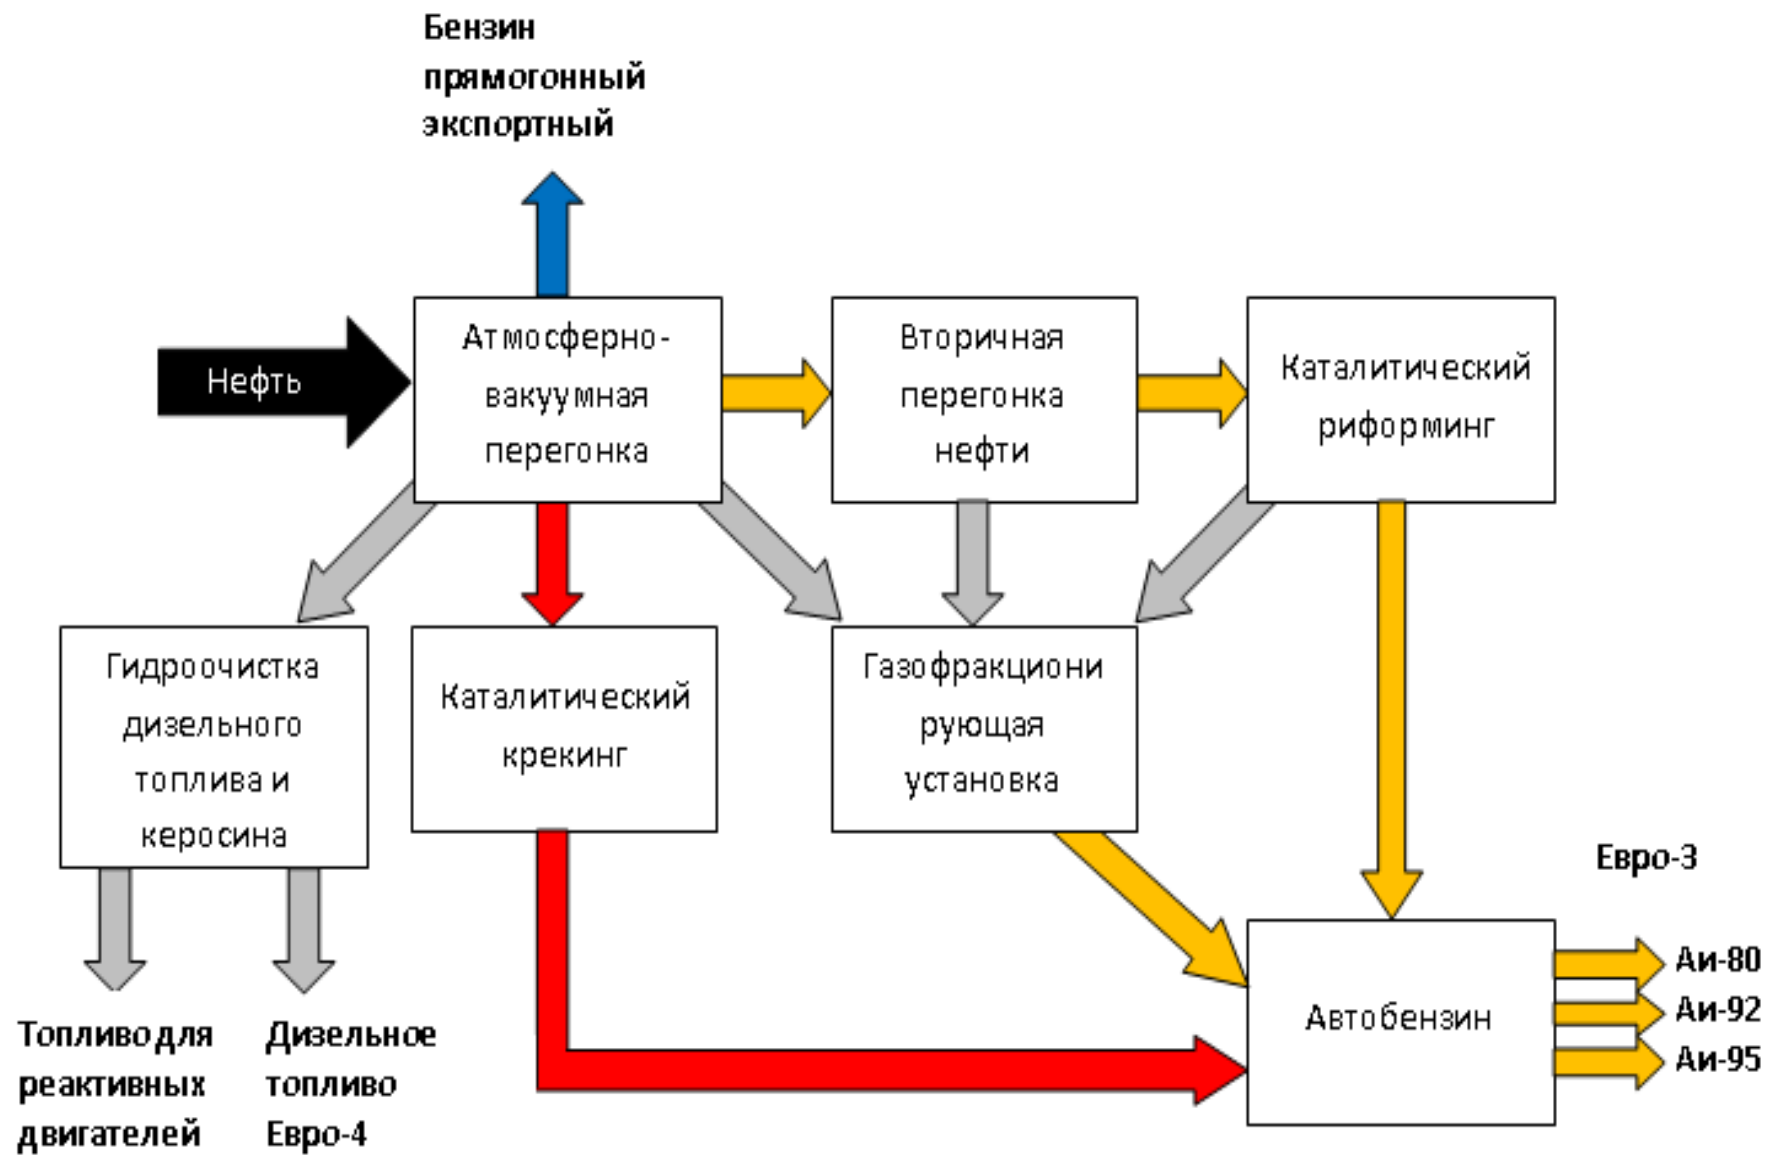 Бензин
прямогонный
экспортный
Нефть
Атмосферно-
вакуумная
перегонка
Вторичная
перегонка
нефти
Каталитический
риформинг
Гидроочистка
дизельного
топлива и
керосина
Каталитический
крекинг
Газофракциони
рующая
установка
Автобензин
Евро-3
Аи-80
Аи-92
Аи-95
Топливо для
реактивных
двигателей
Дизельное
топливо
Евро-4